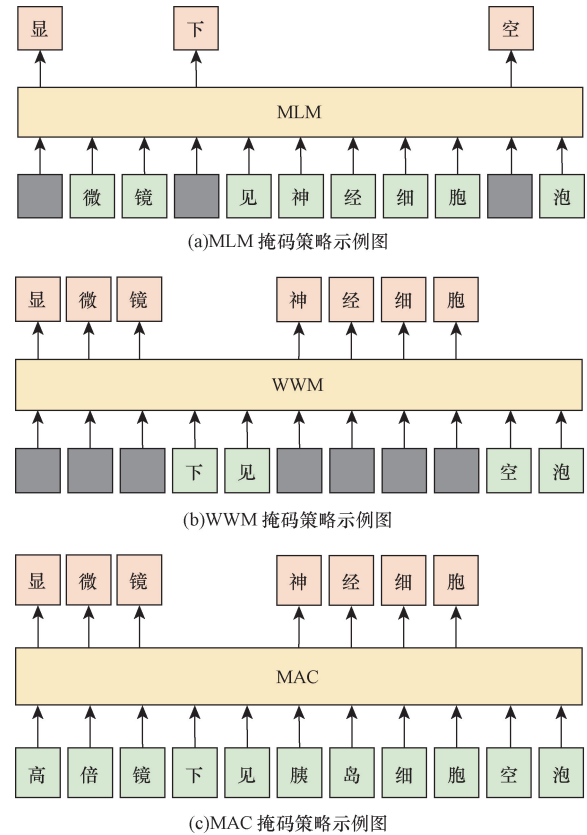 显 下 空
MLM
微 镜 见 神 经 细 胞 泡
(a)MLM 掩码策略示例图
显 微 镜 神 经 细 胞
WWM
下 见 空 泡
(b)WWM 掩码策略示例图
显 微 镜 神 经 细 胞
MAC
高 倍 镜 下 见 胰 岛 细 胞 空 泡
(c)MAC 掩码策略示例图